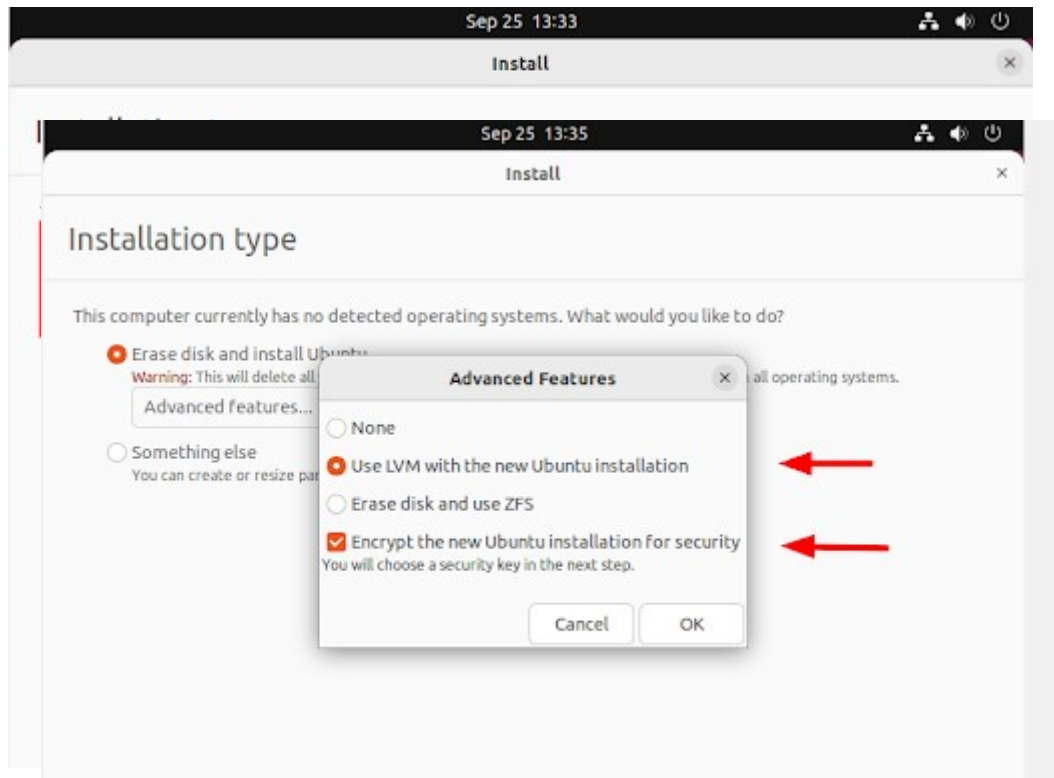 Sep 25 13:33
Install
Sep 25 13:35
Install
Installation type
This computer currently has no detected operating systems. What would you like to do?
Erase disk and install Ubuntu
Warning: This will delete all all operating systems.
Advanced features...
Something else
You can create or resize par
Advanced Features
None
Use LVM with the new Ubuntu installation
Erase disk and use ZFS
Encrypt the new Ubuntu installation for security
You will choose a security key in the next step.
Cancel OK